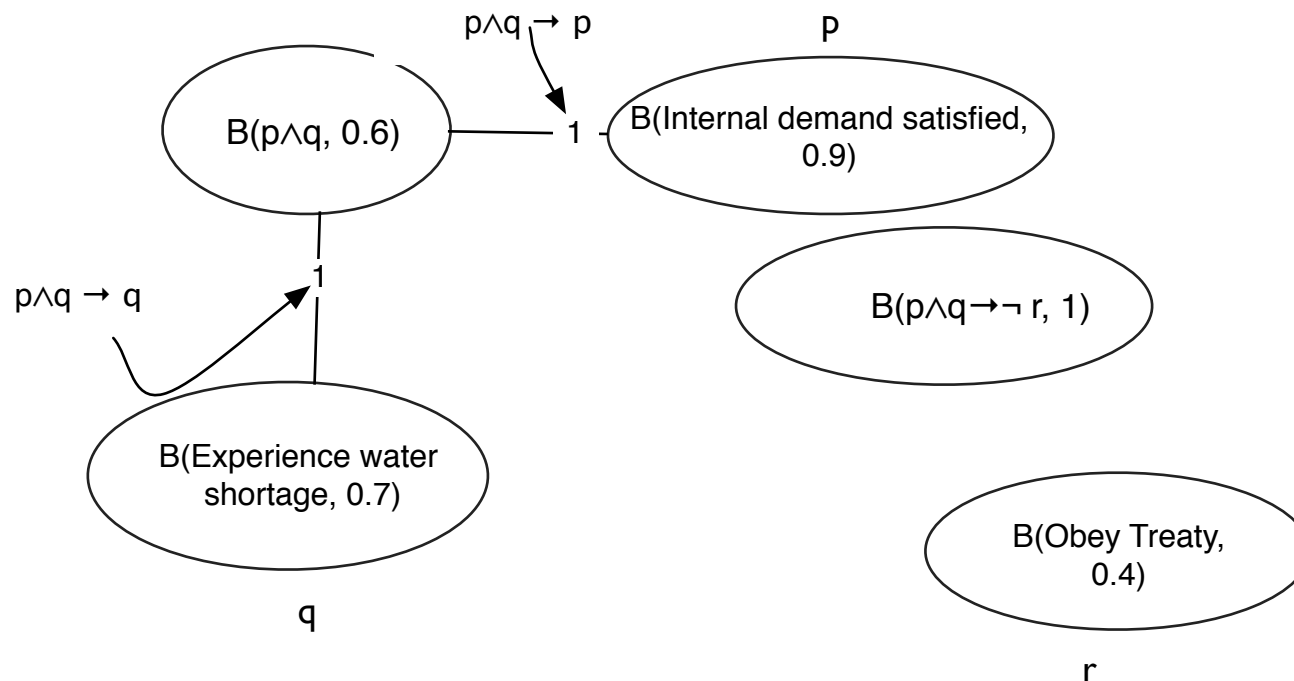 p∧q → p
p
B(p∧q, 0.6)
1
B(Internal demand satisfied,
0.9)
p∧q → q
1
B(p∧q→¬ r, 1)
B(Experience water
shortage, 0.7)
B(Obey Treaty,
0.4)
q
r